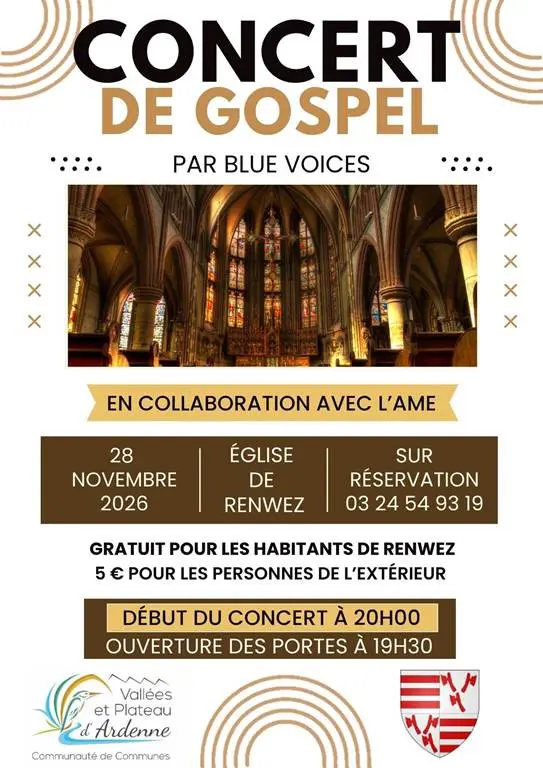 CONCERT
DE GOSPEL
PAR BLUE VOICES
EN COLLABORATION AVEC L'AME
28
NOVEMBRE
2026
ÉGLISE
DE
RENWEZ
SUR
RÉSERVATION
03 24 54 93 19
GRATUIT POUR LES HABITANTS DE RENWEZ
5 € POUR LES PERSONNES DE L'EXTÉRIEUR
DÉBUT DU CONCERT À 20H00
OUVERTURE DES PORTES À 19H30
Vallées
et Plateau
d'Ardenne
Communauté de Communes